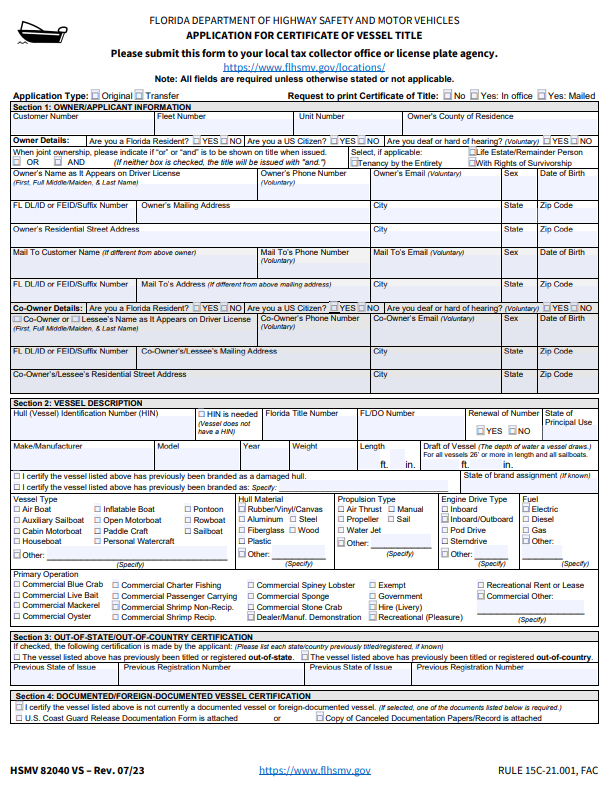 FLORIDA DEPARTMENT OF HIGHWAY SAFETY AND MOTOR VEHICLES
APPLICATION FOR CERTIFICATE OF VESSEL TITLE
Please submit this form to your local tax collector office or license plate agency.
https://www.flhsmv.gov/locations/
Note: All fields are required unless otherwise stated or not applicable.
Application Type: Original Transfer Request to print Certificate of Title: No Yes: In office Yes: Mailed
Section 1: OWNER/APPLICANT INFORMATION
Customer Number Fleet Number Unit Number Owner's County of Residence
Owner Details: Are you a Florida Resident? YES NO Are you a US Citizen? YES NO Are you deaf or hard of hearing? (Voluntary) YES NO
When joint ownership, please indicate if "or" and "and" is to be shown on title when issued. Select, if applicable: Life Estate/Remainder Person
OR AND (If neither box is checked, the title will be issued with "and.") Tenancy by the Entirety With Rights of Survivorship
Owner's Name as It Appears on Driver License Owner's Phone Number Owner's Email (Voluntary) Sex Date of Birth
(First, Full Middle/Maiden, & Last Name) (Voluntary)
FL DL/ID or FEID/Suffix Number Owner's Mailing Address City State Zip Code
Owner's Residential Street Address City State Zip Code
Mail To Customer Name (If different from above owner) Mail To's Phone Number Mail To's Email (Voluntary) Sex Date of Birth
(Voluntary)
FL DL/ID or FEID/Suffix Number Mail To's Address (If different from above mailing address) City State Zip Code
Co-Owner Details: Are you a Florida Resident? YES NO Are you a US Citizen? YES NO Are you deaf or hard of hearing? (Voluntary) YES NO
Co-Owner or Lessee's Name as It Appears on Driver License Co-Owner's Phone Number Co-Owner's Email (Voluntary) Sex Date of Birth
(First, Full Middle/Maiden, & Last Name) (Voluntary)
FL DL/ID or FEID/Suffix Number Co-Owner's/Lessee's Mailing Address City State Zip Code
Co-Owner's/Lessee's Residential Street Address City State Zip Code
Section 2: VESSEL DESCRIPTION
Hull (Vessel) Identification Number (HIN) HIN is needed Florida Title Number FL/DO Number Renewal of Number State of
(Vessel does not have a HIN) YES NO Principal Use
Make/Manufacturer Model Year Weight Length Draft of Vessel (The depth of water a vessel draws.)
For all vessels 26' or more in length and all sailboats.
ft. in. ft. in.
I certify the vessel listed above has previously been branded as a damaged hull. State of brand assignment (If known)
I certify the vessel listed above has previously been branded as: Specify:
Vessel Type Hull Material Propulsion Type Engine Drive Type Fuel
Air Boat Inflatable Boat Pontoon Rubber/Vinyl/Canvas Air Thrust Manual Inboard Electric
Auxiliary Sailboat Open Motorboat Rowboat Aluminum Steel Propeller Sail Inboard/Outboard Diesel
Cabin Motorboat Paddle Craft Sailboat Fiberglass Wood Water Jet Pod Drive Gas
Houseboat Personal Watercraft Plastic Other: Sterndrive Other:
Other: Other: (Specify) Other:
(Specify) (Specify) (Specify) (Specify)
Primary Operation
Commercial Blue Crab Commercial Charter Fishing Commercial Spiney Lobster Exempt Recreational Rent or Lease
Commercial Live Bait Commercial Passenger Carrying Commercial Sponge Government Commercial Other:
Commercial Mackerel Commercial Shrimp Non-Recip. Commercial Stone Crab Hire (Livery)
Commercial Oyster Commercial Shrimp Recip. Dealer/Manuf. Demonstration Recreational (Pleasure) (Specify)
Section 3: OUT-OF-STATE/OUT-OF-COUNTRY CERTIFICATION
If checked, the following certification is made by the applicant: (Please list each state/country previously titled/registered, if known)
The vessel listed above has previously been titled or registered out-of-state. The vessel listed above has previously been titled or registered out-of-country.
Previous State of Issue Previous Registration Number Previous State of Issue Previous Registration Number
Section 4: DOCUMENTED/FOREIGN-DOCUMENTED VESSEL CERTIFICATION
I certify the vessel listed above is not currently a documented vessel or foreign-documented vessel. (If selected, one of the documents listed below is required.)
U.S. Coast Guard Release Documentation Form is attached or Copy of Canceled Documentation Papers/Record is attached
HSMV 82040 VS – Rev. 07/23 https://www.flhsmv.gov RULE 15C-21.001, FAC